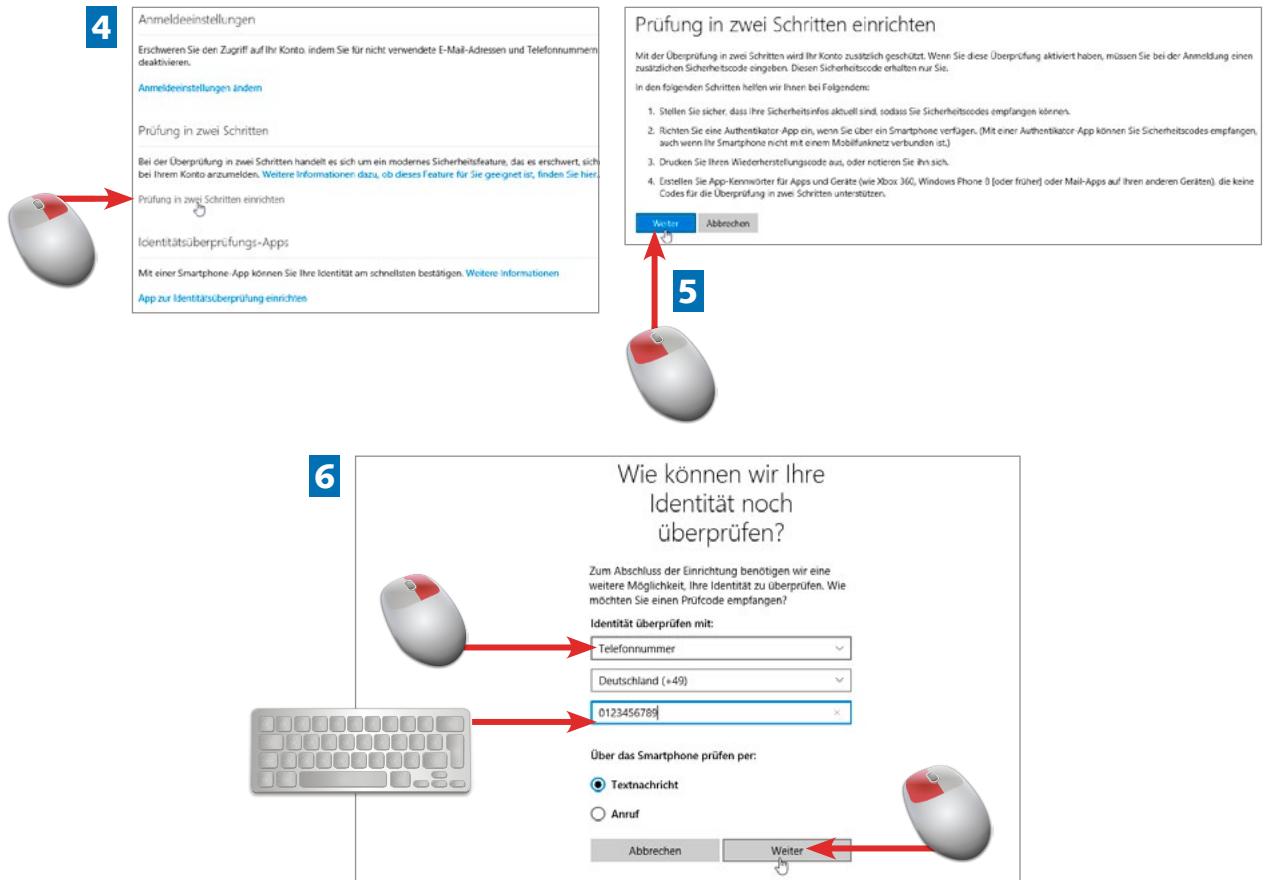 4
Anmeldeeinstellungen
Erschweren Sie den Zugriff auf Ihr Konto, indem Sie für nicht verwendete E-Mail-Adressen und Telefonnummern
deaktivieren.
Anmeldeeinstellungen ändern
Prüfung in zwei Schritten
Bei der Überprüfung in zwei Schritten handelt es sich um ein modernes Sicherheitsfeature, das es erschwert, sich
bei Ihrem Konto anzumelden. Weitere Informationen dazu, ob dieses Feature für Sie geeignet ist, finden Sie hier.
Prüfung in zwei Schritten einrichten
Identitätsüberprüfungs-Apps
Mit einer Smartphone-App können Sie Ihre Identität am schnellsten bestätigen. Weitere Informationen
App zur Identitätsüberprüfung einrichten
Prüfung in zwei Schritten einrichten
Mit der Überprüfung in zwei Schritten wird Ihr Konto zusätzlich geschützt. Wenn Sie diese Überprüfung aktiviert haben, müssen Sie bei der Anmeldung einen
zusätzlichen Sicherheitscode eingeben. Diesen Sicherheitscode erhalten nur Sie.
In den folgenden Schritten helfen wir Ihnen bei Folgendem:
1. Stellen Sie sicher, dass Ihre Sicherheitsinfos aktuell sind, sodass Sie Sicherheitscodes empfangen können.
2. Richten Sie eine Authentikator-App ein, wenn Sie über ein Smartphone verfügen. (Mit einer Authentikator-App können Sie Sicherheitscodes empfangen,
auch wenn Ihr Smartphone nicht mit einem Mobilfunknetz verbunden ist.)
3. Drucken Sie Ihren Wiederherstellungscode aus, oder notieren Sie ihn sich.
4. Erstellen Sie App-Kennwörter für Apps und Geräte (wie Xbox 360, Windows Phone 8 [oder früher] oder Mail-Apps auf Ihren anderen Geräten), die keine
Codes für die Überprüfung in zwei Schritten unterstützen.
Weiter Abbrechen
5
6
Wie können wir Ihre
Identität noch
überprüfen?
Zum Abschluss der Einrichtung benötigen wir eine
weitere Möglichkeit, Ihre Identität zu überprüfen. Wie
möchten Sie einen Prüfcode empfangen?
Identität überprüfen mit:
Telefonnummer
Deutschland (+49)
0123456789
Über das Smartphone prüfen per:
Textnachricht
Anruf
Abbrechen Weiter